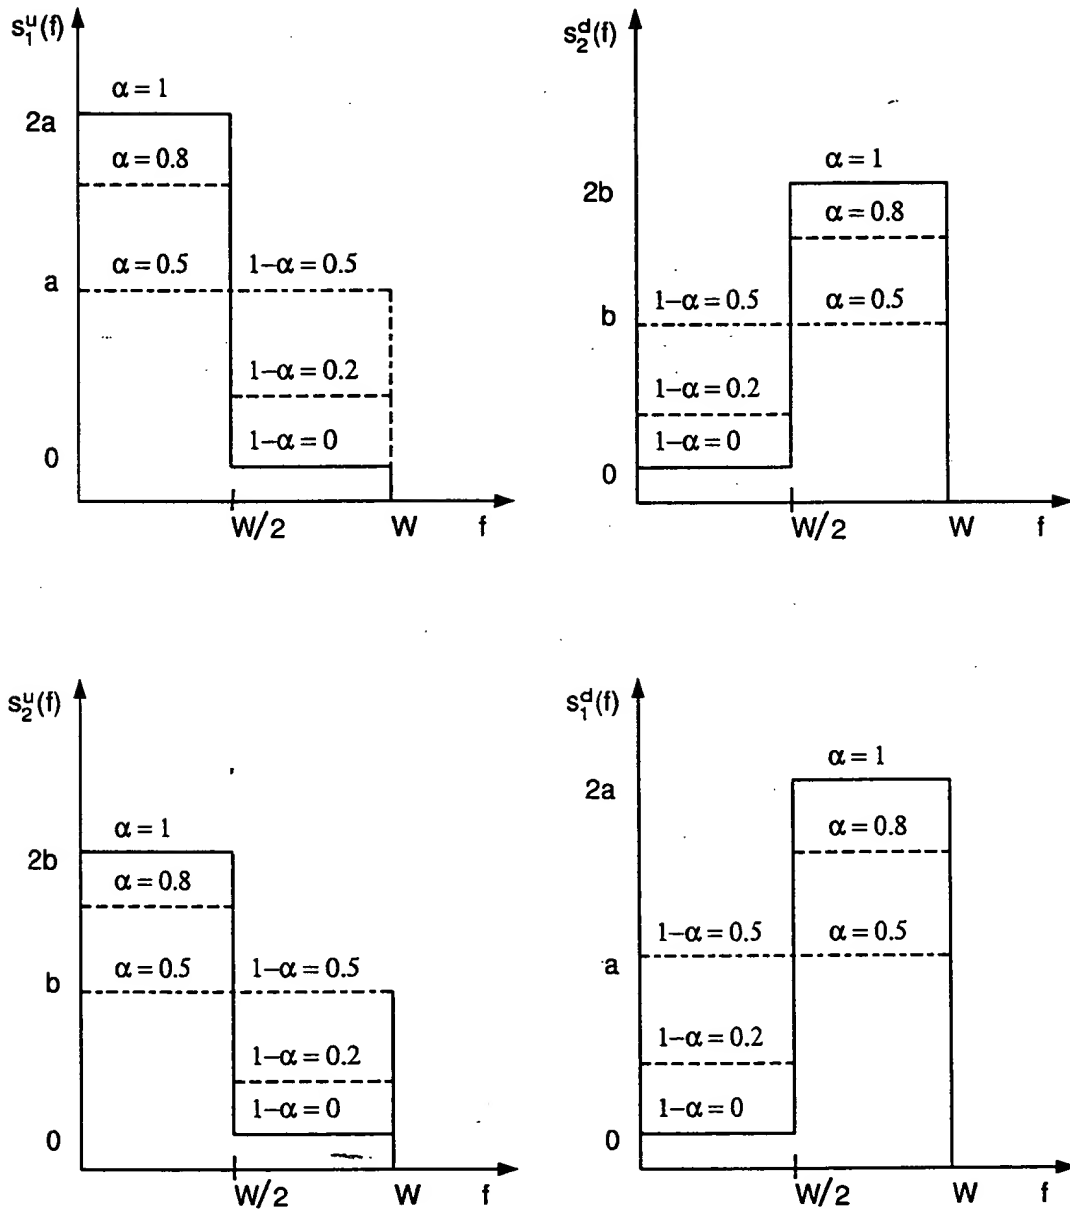 s₁ᵘ(f)
α = 1
2a
α = 0.8
α = 0.5
1−α = 0.5
a
1−α = 0.2
1−α = 0
0
W/2
W
f
s₂ᵈ(f)
α = 1
2b
α = 0.8
1−α = 0.5
α = 0.5
b
1−α = 0.2
1−α = 0
0
W/2
W
f
s₂ᵘ(f)
α = 1
2b
α = 0.8
α = 0.5
1−α = 0.5
b
1−α = 0.2
1−α = 0
0
W/2
W
f
s₁ᵈ(f)
α = 1
2a
α = 0.8
1−α = 0.5
α = 0.5
a
1−α = 0.2
1−α = 0
0
W/2
W
f